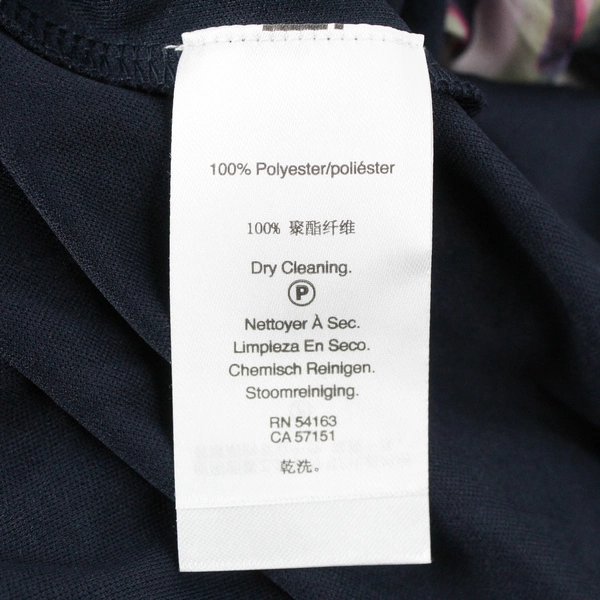 100% Polyester/poliéster
100% 聚酯纤维
Dry Cleaning.
P
Nettoyer À Sec.
Limpieza En Seco.
Chemisch Reinigen.
Stoomreiniging.
RN 54163
CA 57151
乾洗。